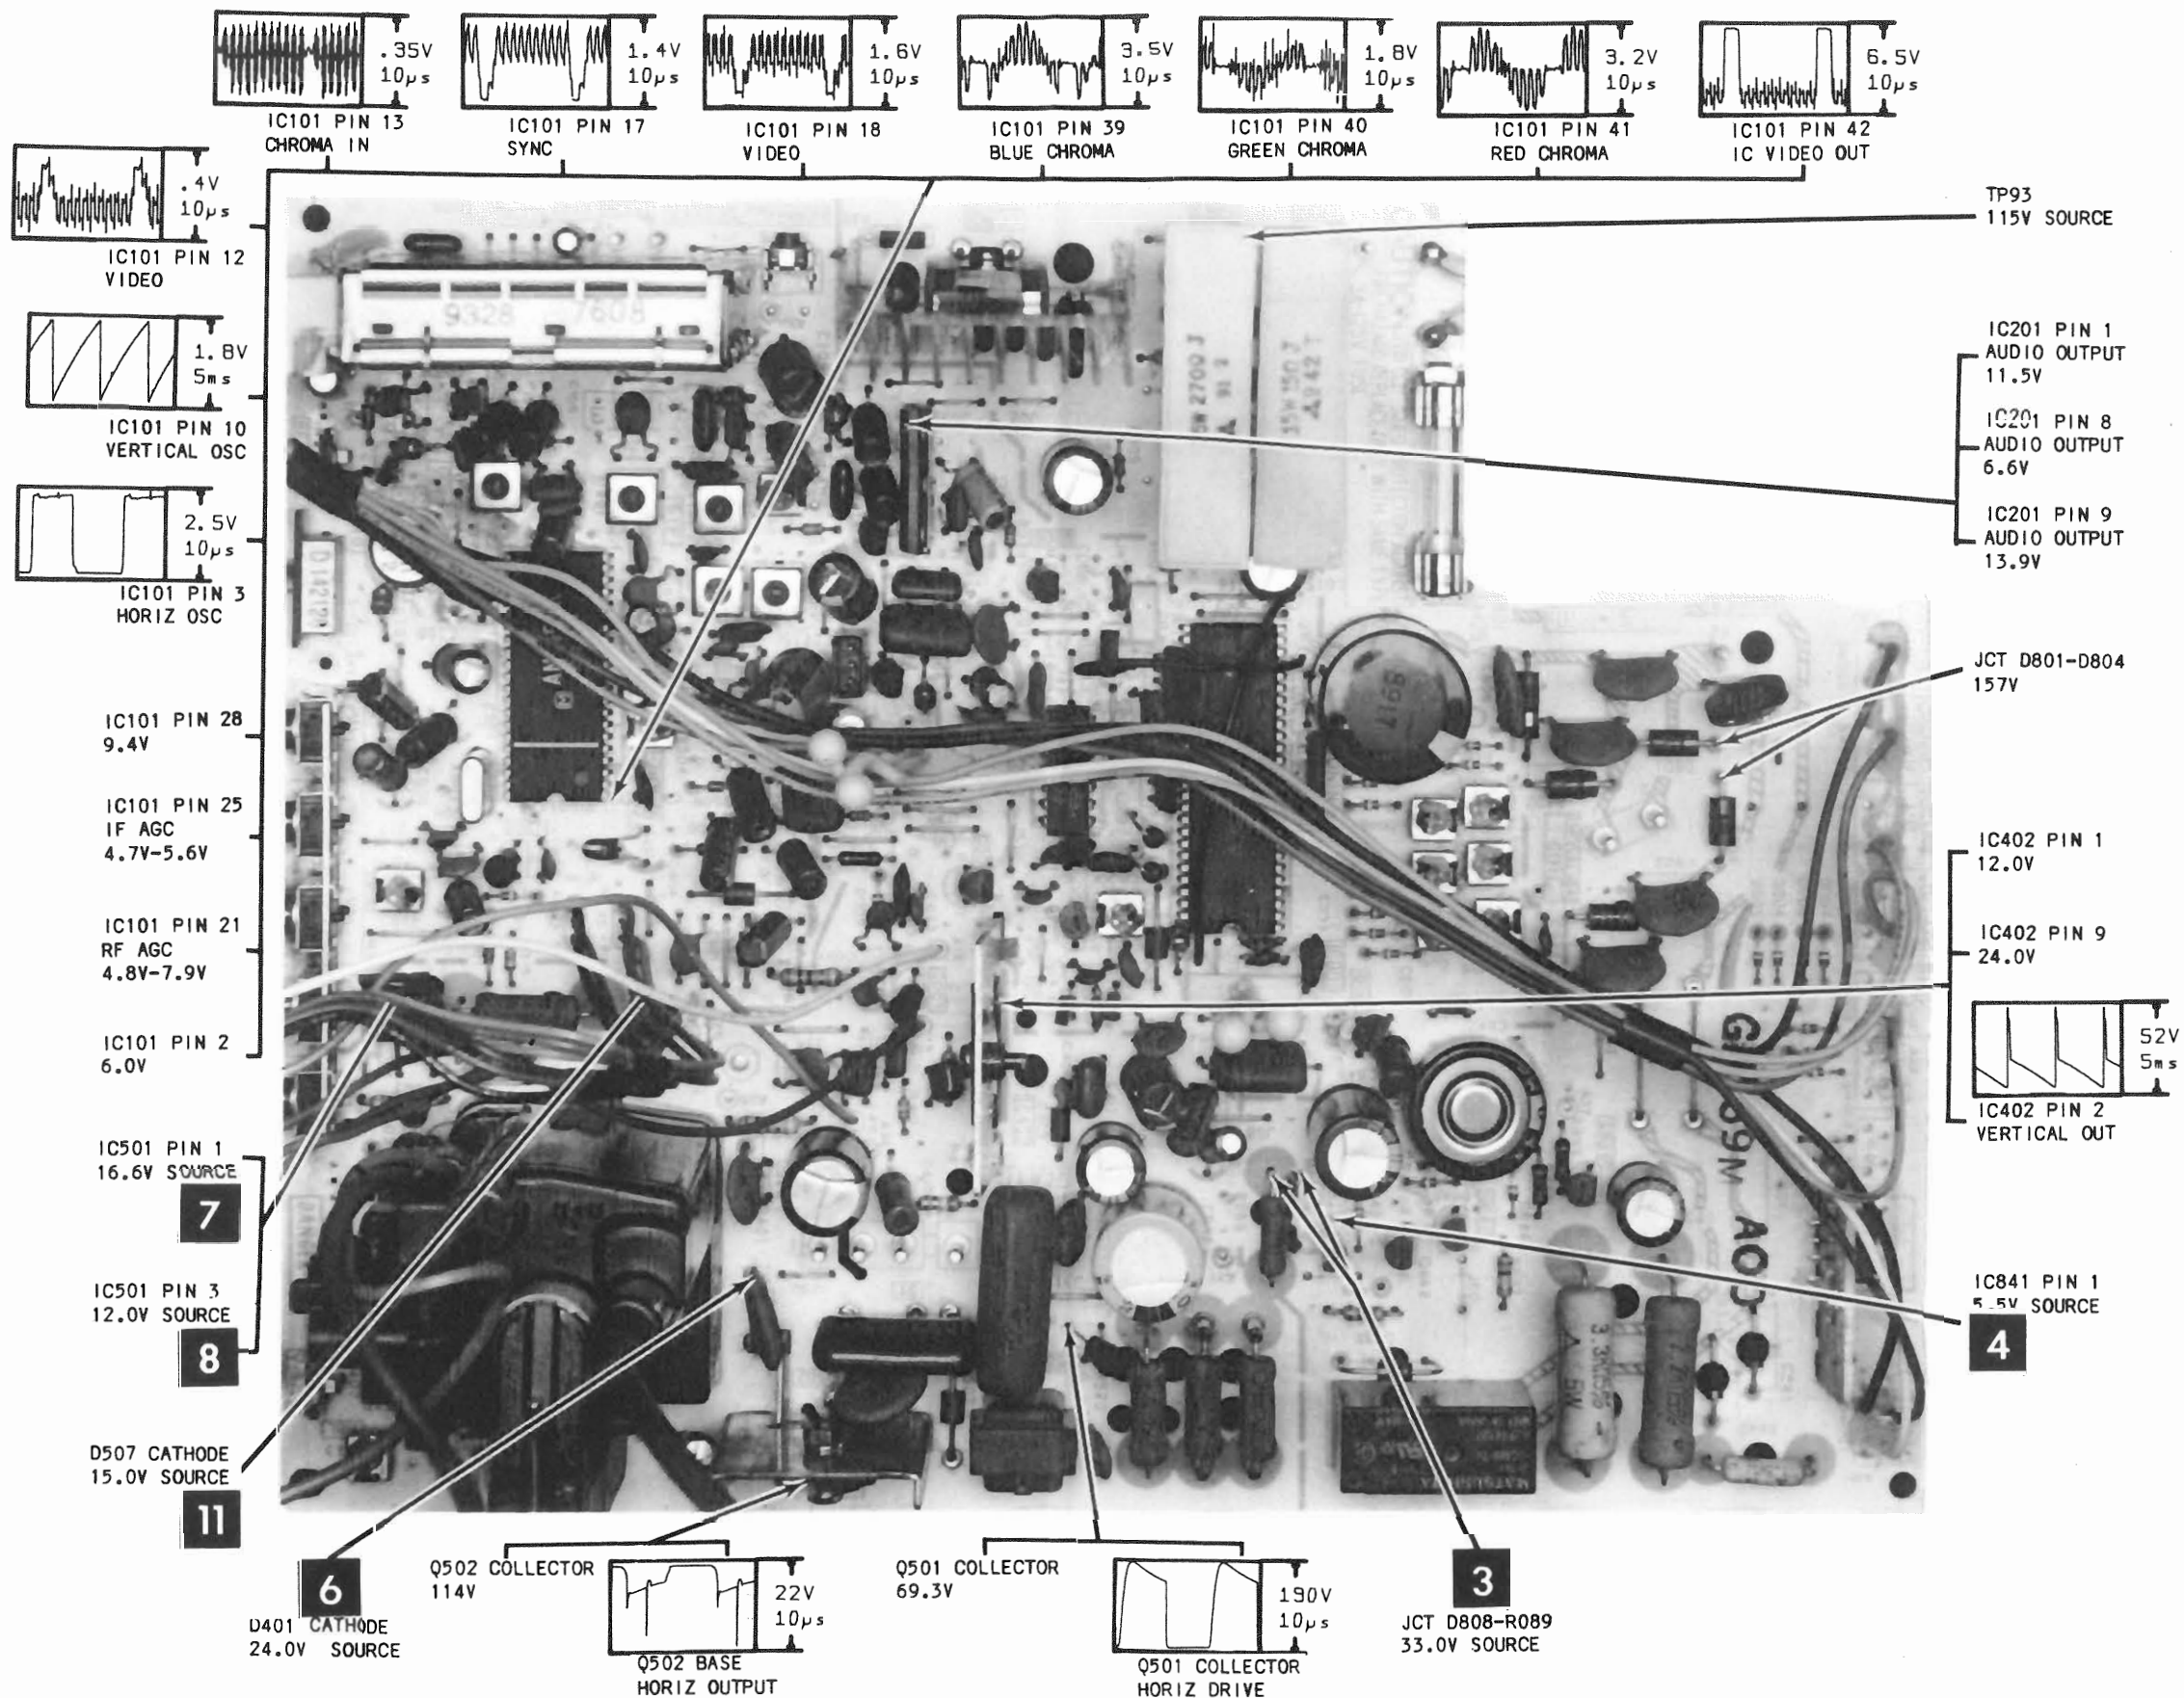 .35V
10µs
IC101 PIN 13
CHROMA IN
1.4V
10µs
IC101 PIN 17
SYNC
1.6V
10µs
IC101 PIN 18
VIDEO
3.5V
10µs
IC101 PIN 39
BLUE CHROMA
1.8V
10µs
IC101 PIN 40
GREEN CHROMA
3.2V
10µs
IC101 PIN 41
RED CHROMA
6.5V
10µs
IC101 PIN 42
IC VIDEO OUT
.4V
10µs
IC101 PIN 12
VIDEO
1.8V
5ms
IC101 PIN 10
VERTICAL OSC
2.5V
10µs
IC101 PIN 3
HORIZ OSC
IC101 PIN 28
9.4V
IC101 PIN 25
IF AGC
4.7V-5.6V
IC101 PIN 21
RF AGC
4.8V-7.9V
IC101 PIN 2
6.0V
IC501 PIN 1
16.6V SOURCE
7
IC501 PIN 3
12.0V SOURCE
8
D507 CATHODE
15.0V SOURCE
11
6
D401 CATHODE
24.0V SOURCE
Q502 COLLECTOR
114V
22V
10µs
Q502 BASE
HORIZ OUTPUT
Q501 COLLECTOR
69.3V
190V
10µs
Q501 COLLECTOR
HORIZ DRIVE
3
JCT D808-R089
33.0V SOURCE
TP93
115V SOURCE
IC201 PIN 1
AUDIO OUTPUT
11.5V
IC201 PIN 8
AUDIO OUTPUT
6.6V
IC201 PIN 9
AUDIO OUTPUT
13.9V
JCT D801-D804
157V
IC402 PIN 1
12.0V
IC402 PIN 9
24.0V
52V
5ms
IC402 PIN 2
VERTICAL OUT
IC841 PIN 1
5.5V SOURCE
4
9328 7608
5W 2700 J
15W 150 J
942 T
9917
69M A00